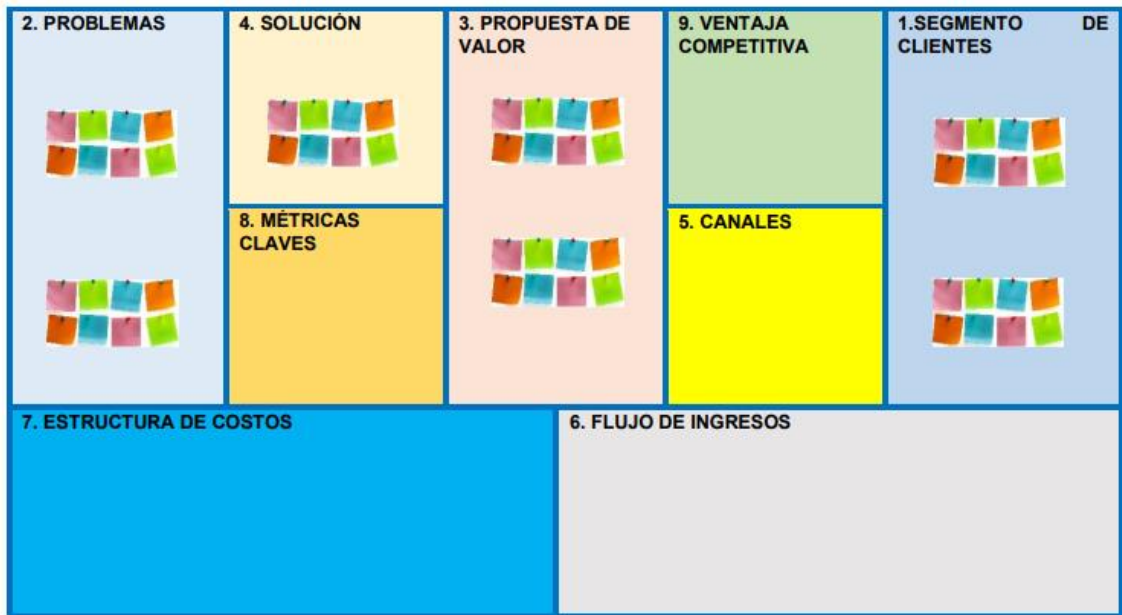 2. PROBLEMAS
4. SOLUCIÓN
3. PROPUESTA DE
VALOR
9. VENTAJA
COMPETITIVA
1.SEGMENTO DE
CLIENTES
8. MÉTRICAS
CLAVES
5. CANALES
7. ESTRUCTURA DE COSTOS
6. FLUJO DE INGRESOS